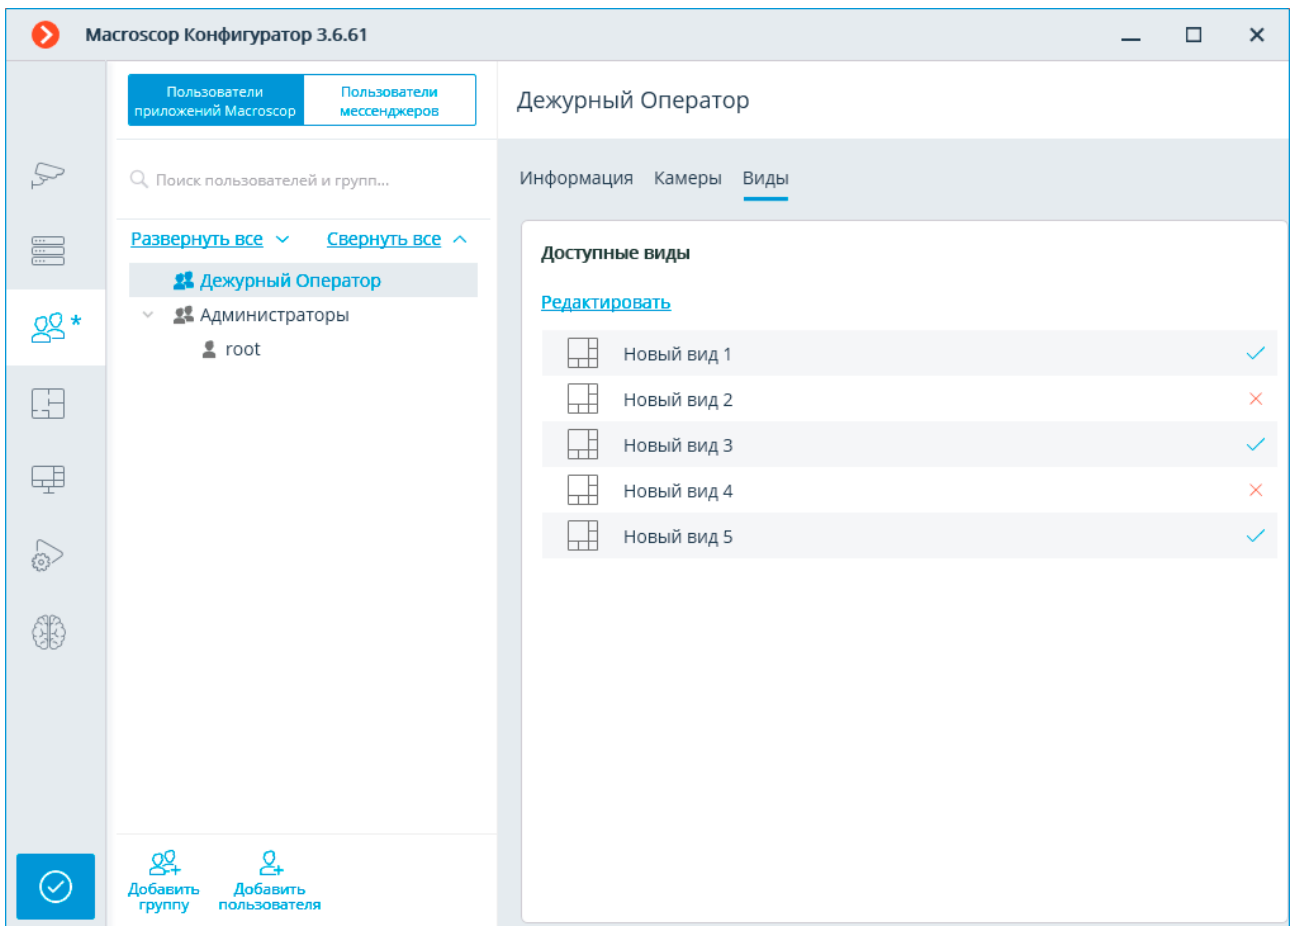 Macroscop Конфигуратор 3.6.61
Пользователи
приложений Macroscop
Пользователи
мессенджеров
Дежурный Оператор
Поиск пользователей и групп...
Информация Камеры Виды
Развернуть все Свернуть все
Дежурный Оператор
Администраторы
root
Доступные виды
Редактировать
Новый вид 1
Новый вид 2
Новый вид 3
Новый вид 4
Новый вид 5
*
Добавить
группу
Добавить
пользователя